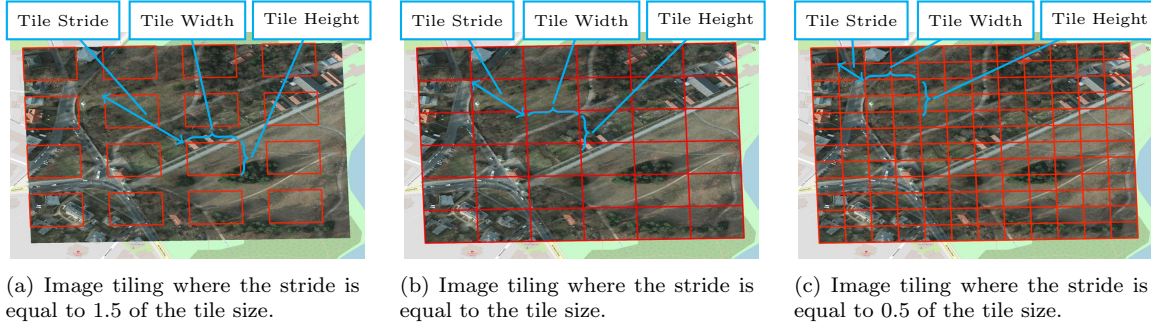 Tile Stride Tile Width Tile Height
Tile Stride Tile Width Tile Height
Tile Stride Tile Width Tile Height
(a) Image tiling where the stride is
equal to 1.5 of the tile size.
(b) Image tiling where the stride is
equal to the tile size.
(c) Image tiling where the stride is
equal to 0.5 of the tile size.